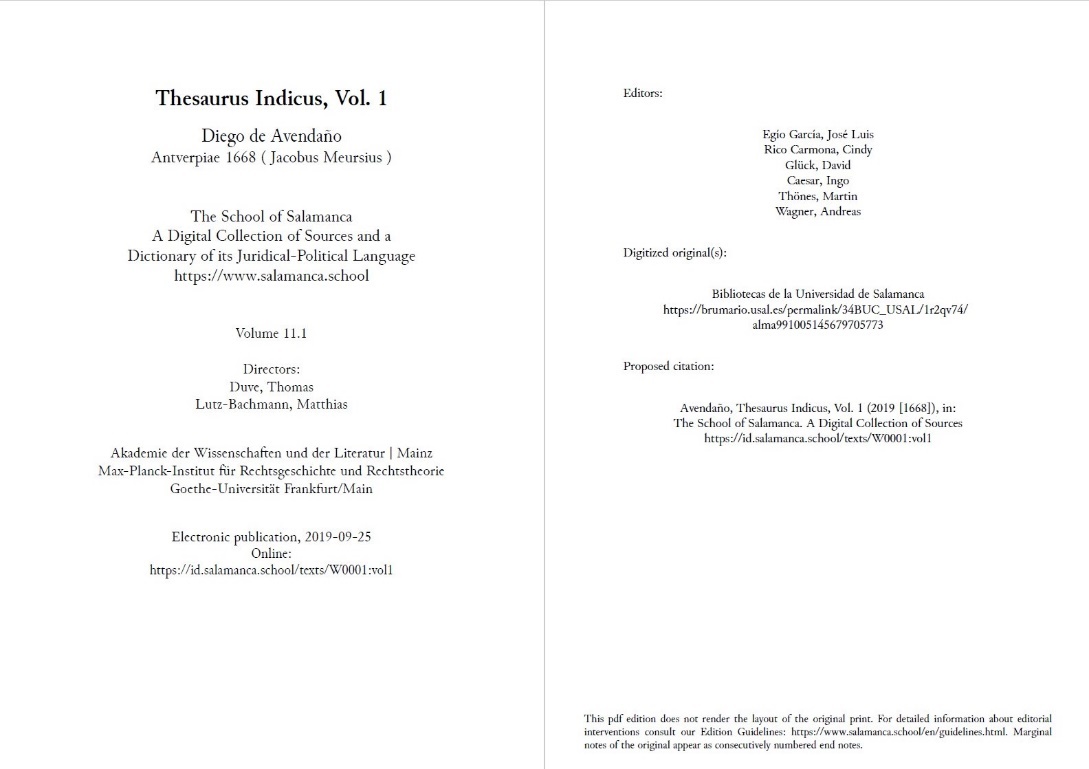 Thesaurus Indicus, Vol. 1
Diego de Avendaño
Antverpiae 1668 ( Jacobus Meursius )
The School of Salamanca
A Digital Collection of Sources and a
Dictionary of its Juridical-Political Language
https://www.salamanca.school
Volume 11.1
Directors:
Duve, Thomas
Lutz-Bachmann, Matthias
Akademie der Wissenschaften und der Literatur | Mainz
Max-Planck-Institut für Rechtsgeschichte und Rechtstheorie
Goethe-Universität Frankfurt/Main
Electronic publication, 2019-09-25
Online:
https://id.salamanca.school/texts/W0001:vol1
Editors:
Egío García, José Luis
Rico Carmona, Cindy
Glück, David
Caesar, Ingo
Thönes, Martin
Wagner, Andreas
Digitized original(s):
Bibliotecas de la Universidad de Salamanca
https://brumario.usal.es/permalink/34BUC_USAL/1r2qv74/
alma991005145679705773
Proposed citation:
Avendaño, Thesaurus Indicus, Vol. 1 (2019 [1668]), in:
The School of Salamanca. A Digital Collection of Sources
https://id.salamanca.school/texts/W0001:vol1
This pdf edition does not render the layout of the original print. For detailed information about editorial
interventions consult our Edition Guidelines: https://www.salamanca.school/en/guidelines.html. Marginal
notes of the original appear as consecutively numbered end notes.